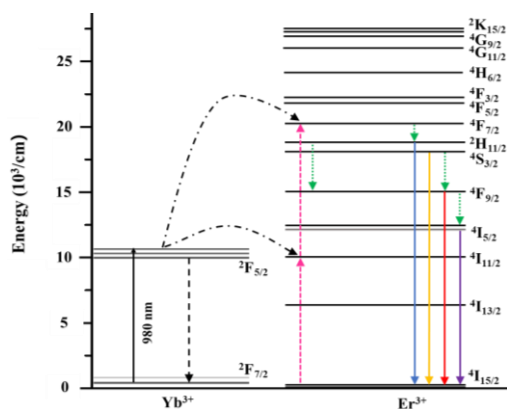 25
20
15
10
5
0
Energy (10³/cm)
980 nm
²F₅/₂
²F₇/₂
Yb³⁺
²K₁₅/₂
⁴G₉/₂
⁴G₁₁/₂
⁴H₆/₂
⁴F₃/₂
⁴F₅/₂
⁴F₇/₂
²H₁₁/₂
⁴S₃/₂
⁴F₉/₂
⁴I₅/₂
⁴I₁₁/₂
⁴I₁₃/₂
⁴I₁₅/₂
Er³⁺